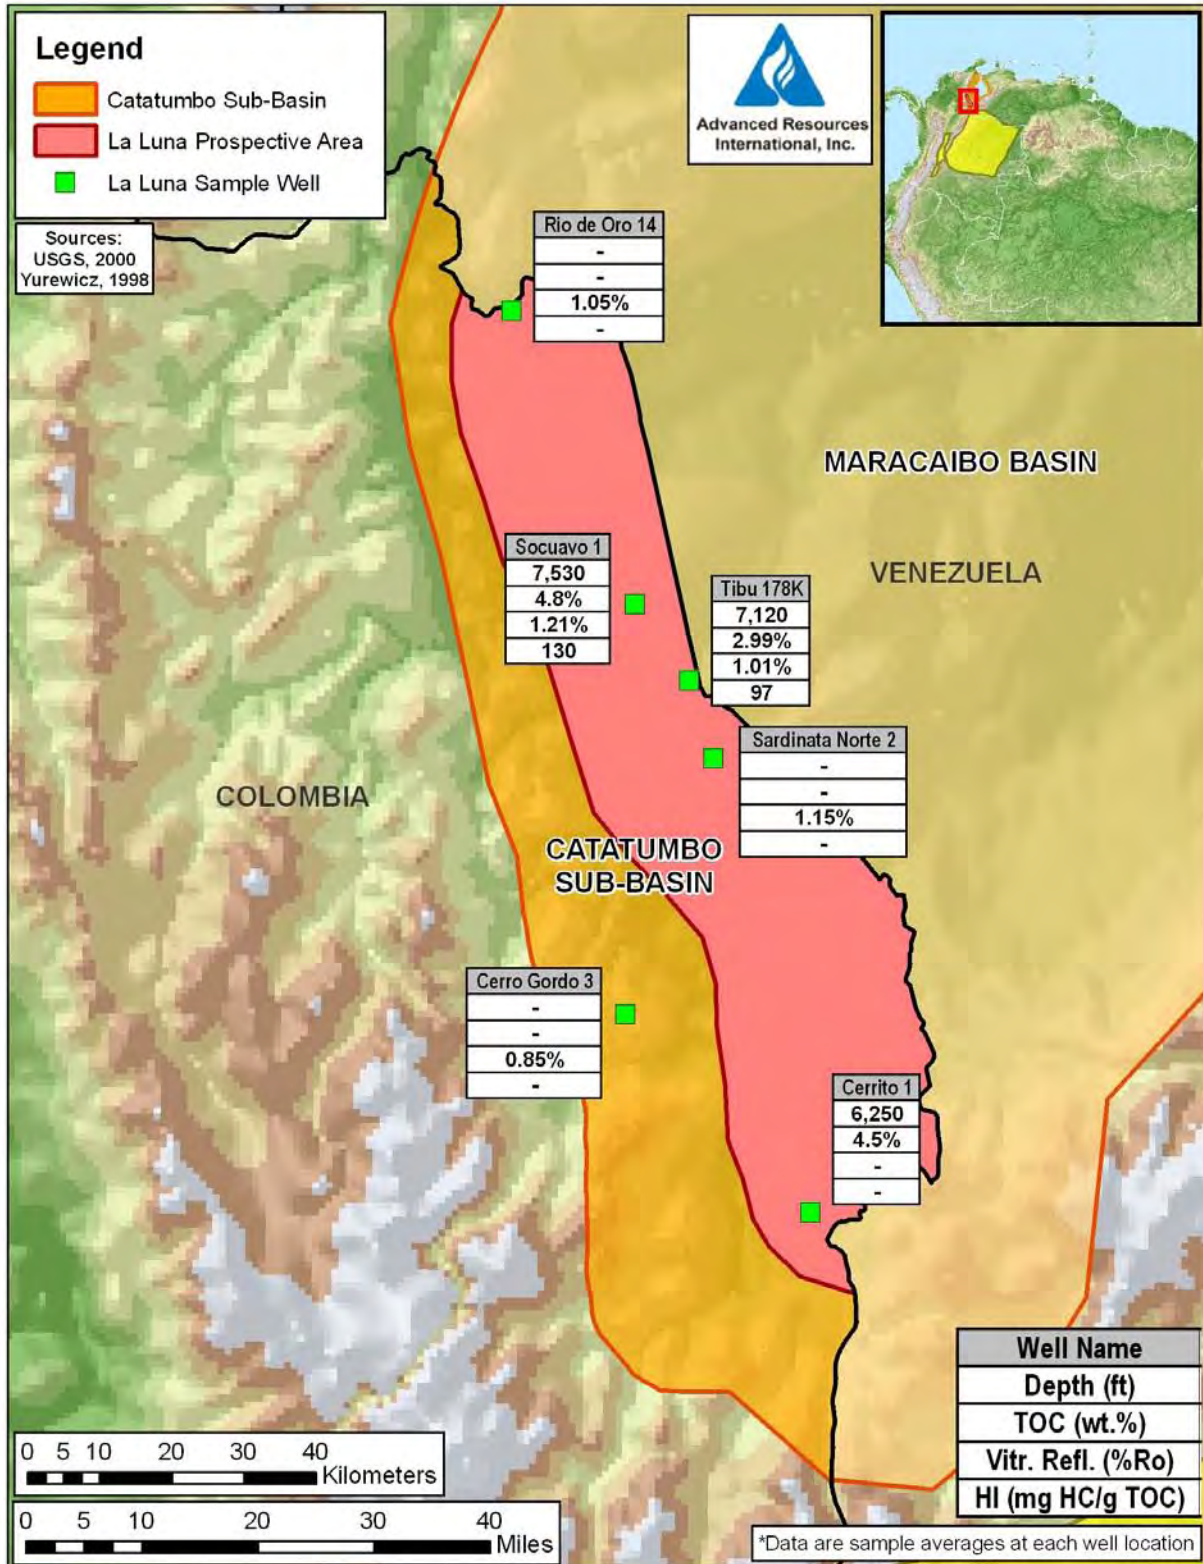 Legend
Catatumbo Sub-Basin
La Luna Prospective Area
La Luna Sample Well
Sources:
USGS, 2000
Yurewicz, 1998
Advanced Resources
International, Inc.
Rio de Oro 14
-
-
1.05%
-
MARACAIBO BASIN
VENEZUELA
Socuavo 1
7,530
4.8%
1.21%
130
Tibu 178K
7,120
2.99%
1.01%
97
Sardinata Norte 2
-
-
1.15%
-
COLOMBIA
CATATUMBO
SUB-BASIN
Cerro Gordo 3
-
-
0.85%
-
Cerrito 1
6,250
4.5%
-
-
Well Name
Depth (ft)
TOC (wt.%)
Vitr. Refl. (%Ro)
HI (mg HC/g TOC)
0 5 10 20 30 40
Kilometers
0 5 10 20 30 40
Miles
*Data are sample averages at each well location